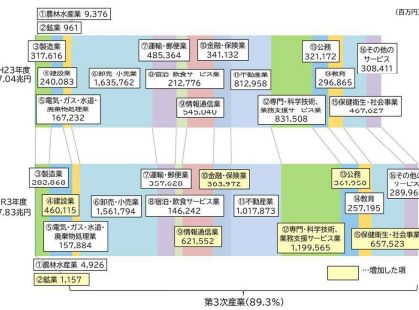 (百万円)
①農林水産業 9,376
②鉱業 961
③製造業
317,616
⑦運輸・郵便業
485,364
⑩金融・保険業
341,132
⑬公務
321,172
⑯その他の
サービス
308,411
H23年度
7.04兆円
④建設業
240,083
⑥卸売・小売業
1,635,762
⑧宿泊・飲食サービス業
212,776
⑪不動産業
812,958
⑭教育
296,865
⑤電気・ガス・水道・
廃棄物処理業
167,232
⑨情報通信業
545,040
⑫専門・科学技術、
業務支援サービス業
831,508
⑮保健衛生・社会事業
467,627
③製造業
282,868
⑦運輸・郵便業
357,628
⑩金融・保険業
363,972
⑬公務
361,958
⑯その他の
サービス
289,96
R3年度
7.83兆円
④建設業
460,115
⑥卸売・小売業
1,561,794
⑧宿泊・飲食サービス業
146,242
⑪不動産業
1,017,873
⑭教育
257,195
⑤電気・ガス・水道・
廃棄物処理業
157,884
⑨情報通信業
621,552
⑫専門・科学技術、
業務支援サービス業
1,199,565
⑮保健衛生・社会事業
657,523
①農林水産業 4,926
②鉱業 1,157
…増加した項
第3次産業(89.3%)